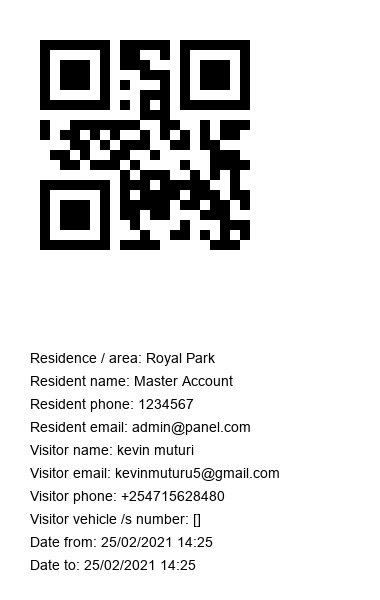 Residence / area: Royal Park
Resident name: Master Account
Resident phone: 1234567
Resident email: admin@panel.com
Visitor name: kevin muturi
Visitor email: kevinmuturu5@gmail.com
Visitor phone: +254715628480
Visitor vehicle /s number: []
Date from: 25/02/2021 14:25
Date to: 25/02/2021 14:25